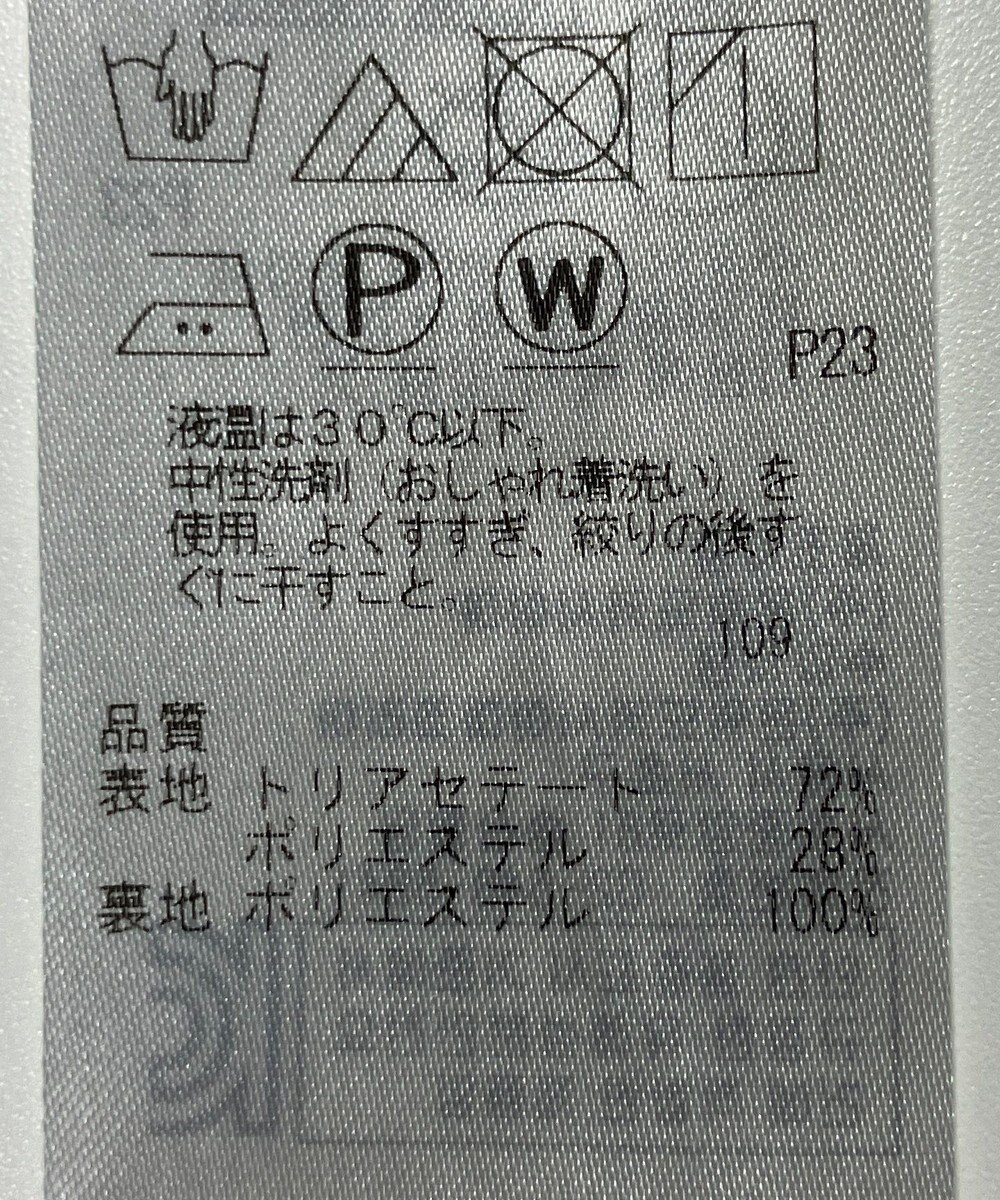 P
W
P23
液温は30℃以下。
中性洗剤(おしゃれ着洗い)を
使用。よくすすぎ、絞りの後す
ぐに干すこと。
109
品質
表地 トリアセテート 72%
ポリエステル 28%
裏地 ポリエステル 100%